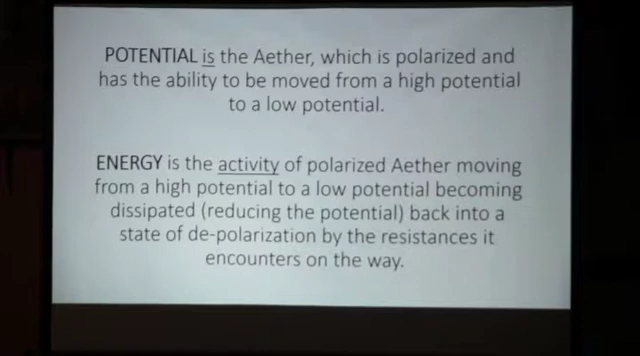 POTENTIAL is the Aether, which is polarized and
has the ability to be moved from a high potential
to a low potential.
ENERGY is the activity of polarized Aether moving
from a high potential to a low potential becoming
dissipated (reducing the potential) back into a
state of de-polarization by the resistances it
encounters on the way.